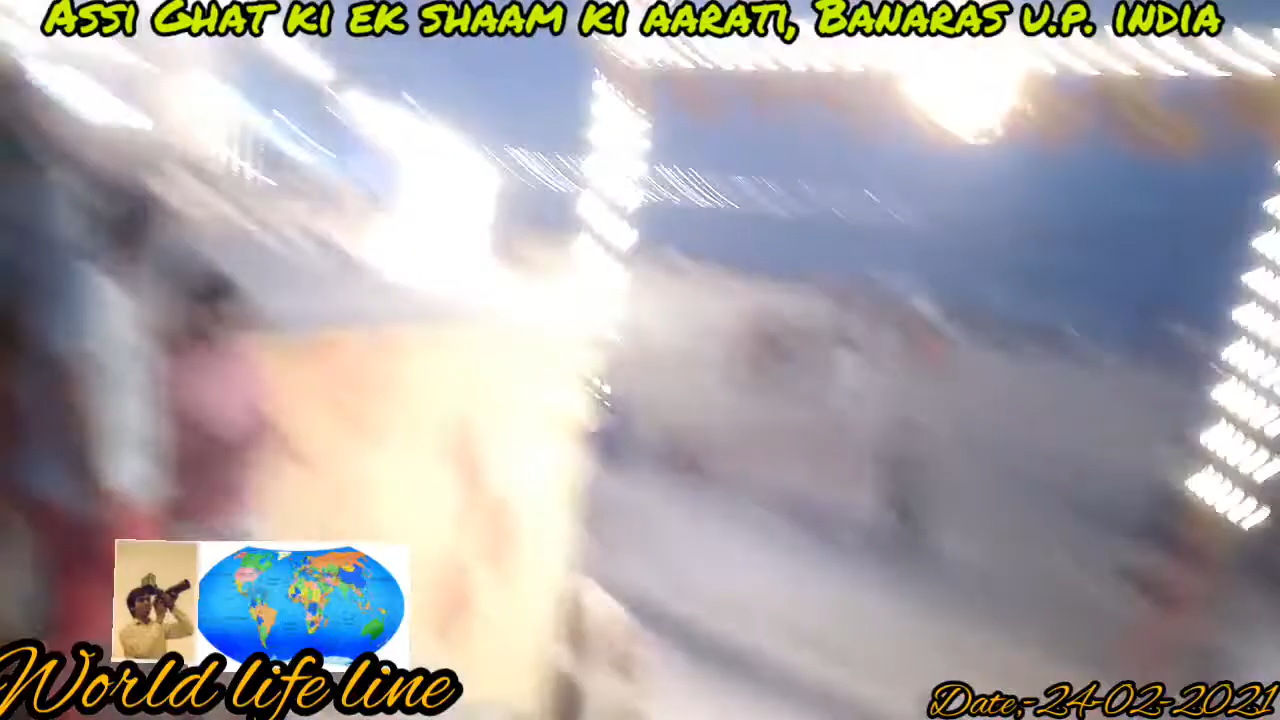 Assi Ghat ki ek shaam ki aarati, Banaras u.p. india
World life line
Date;-24-02-2021